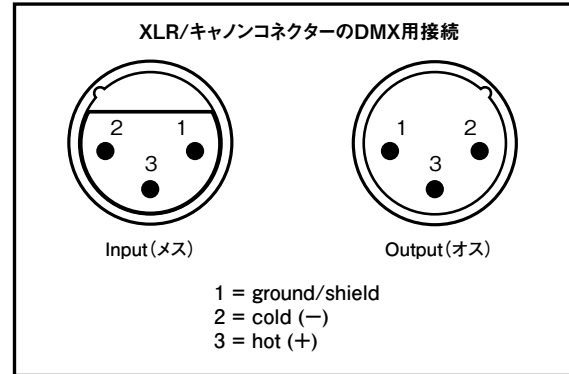 XLR/キャノンコネクターのDMX用接続
2 1
3
1 2
3
Input(メス)
Output(オス)
1 = ground/shield
2 = cold (−)
3 = hot (+)